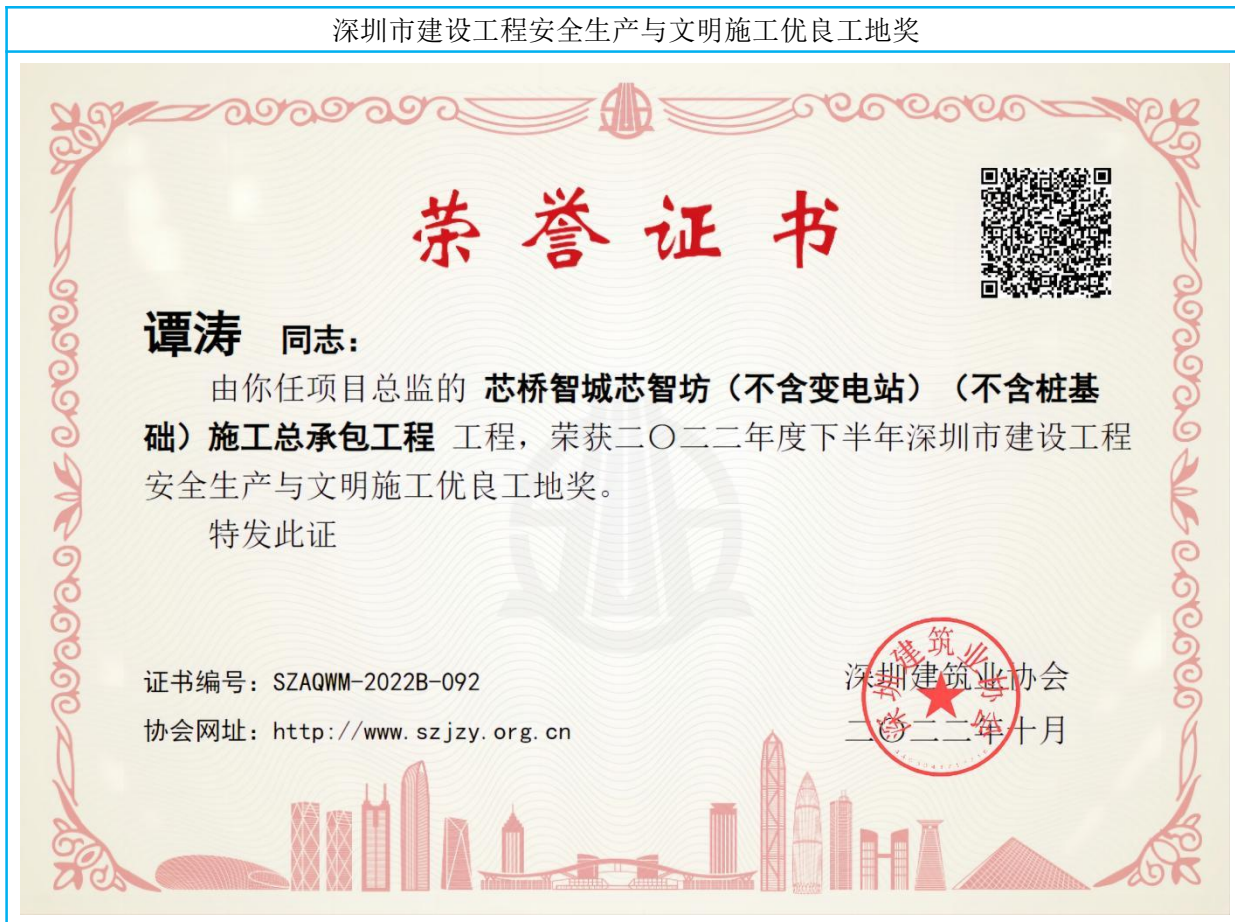 深圳市建设工程安全生产与文明施工优良工地奖
荣誉证书
谭涛 同志：
由你任项目总监的 芯桥智城芯智坊（不含变电站）（不含桩基
础）施工总承包工程 工程，荣获二〇二二年度下半年深圳市建设工程
安全生产与文明施工优良工地奖。
特发此证
证书编号：SZAQWM-2022B-092
协会网址：http://www.szjzy.org.cn
深圳建筑业协会
二〇二二年十月
深圳建筑业协会